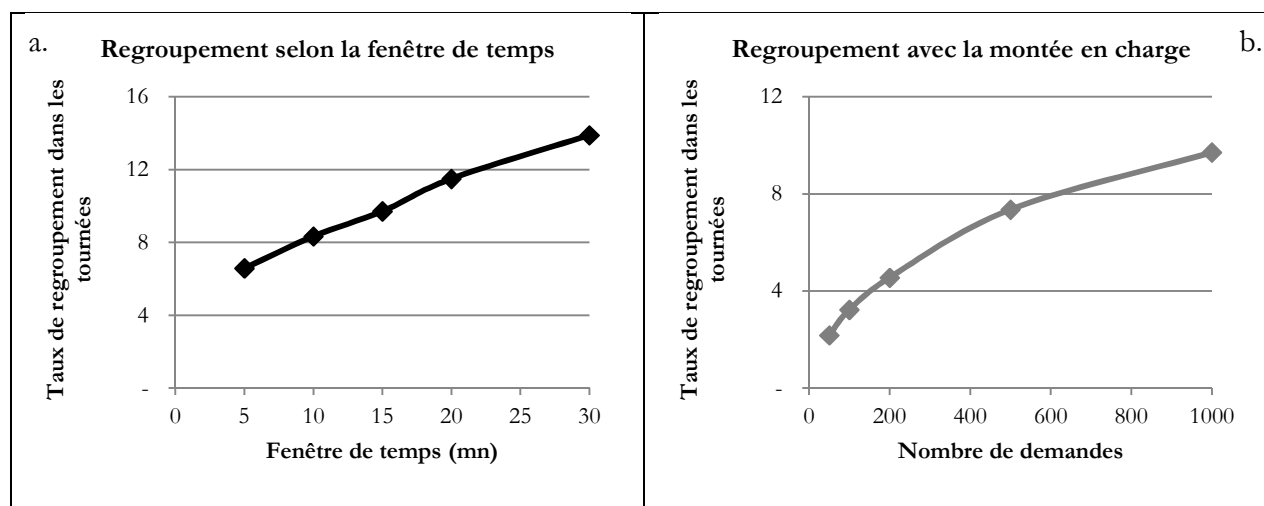 a.
Regroupement selon la fenêtre de temps
Taux de regroupement dans les
tournées
16
12
8
4
-
0 5 10 15 20 25 30
Fenêtre de temps (mn)
Regroupement avec la montée en charge
b.
Taux de regroupement dans les
tournées
12
8
4
-
0 200 400 600 800 1000
Nombre de demandes